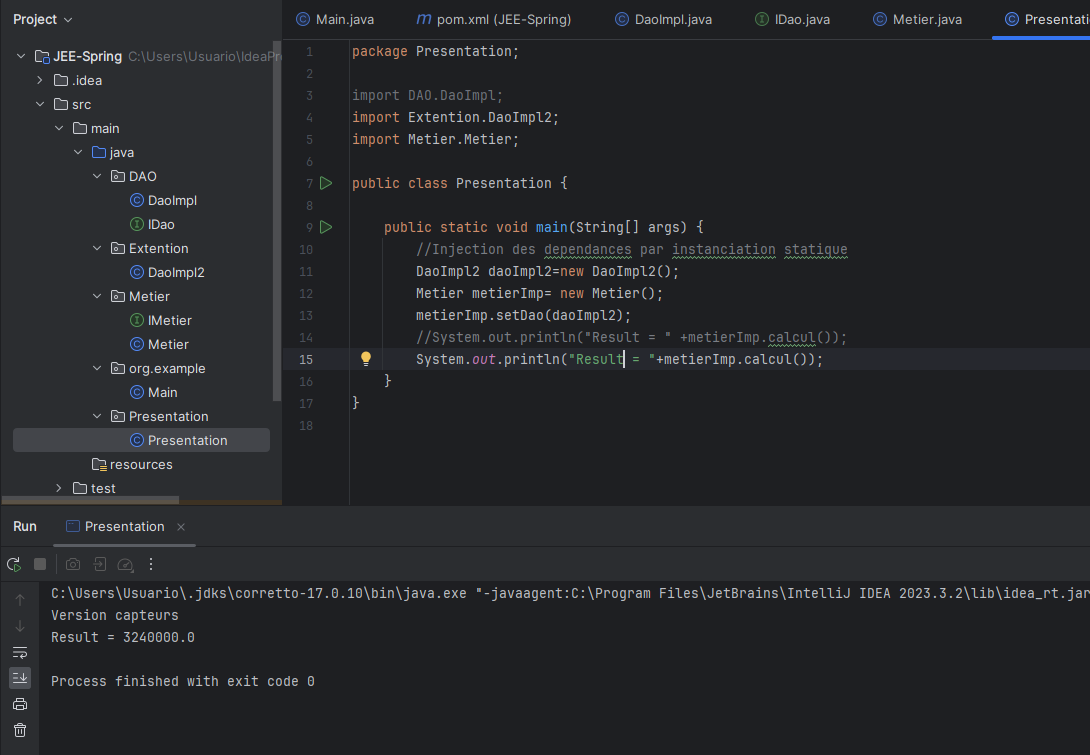 Project
Main.java
m pom.xml (JEE-Spring)
DaoImpl.java
IDao.java
Metier.java
Presentati
JEE-Spring C:\Users\Usuario\IdeaPro
.idea
src
main
java
DAO
DaoImpl
IDao
Extention
DaoImpl2
Metier
IMetier
Metier
org.example
Main
Presentation
Presentation
resources
test
1 package Presentation;
2
3 import DAO.DaoImpl;
4 import Extention.DaoImpl2;
5 import Metier.Metier;
6
7 public class Presentation {
8
9 public static void main(String[] args) {
10 //Injection des dependances par instanciation statique
11 DaoImpl2 daoImpl2=new DaoImpl2();
12 Metier metierImp= new Metier();
13 metierImp.setDao(daoImpl2);
14 //System.out.println("Result = " +metierImp.calcul());
15 System.out.println("Result = "+metierImp.calcul());
16 }
17 }
18
Run
Presentation
C:\Users\Usuario\.jdks\corretto-17.0.10\bin\java.exe "-javaagent:C:\Program Files\JetBrains\IntelliJ IDEA 2023.3.2\lib\idea_rt.jar
Version capteurs
Result = 3240000.0
Process finished with exit code 0